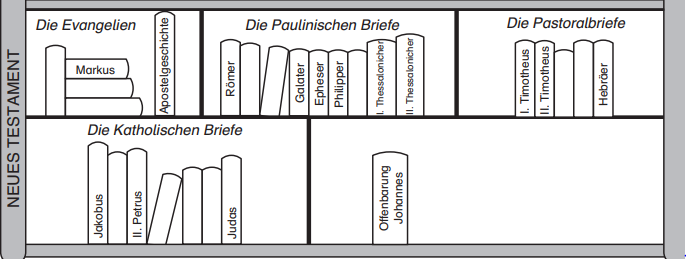 NEUES TESTAMENT
Die Evangelien
Markus
Apostelgeschichte
Die Paulinischen Briefe
Römer
Galater
Epheser
Philipper
I. Thessalonicher
II. Thessalonicher
Die Pastoralbriefe
I. Timotheus
II. Timotheus
Hebräer
Die Katholischen Briefe
Jakobus
II. Petrus
Judas
Offenbarung
Johannes